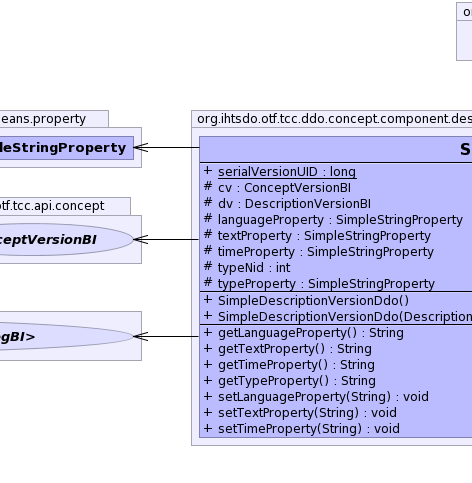 o
eans.property
leStringProperty
otf.tcc.api.concept
ceptVersionBI
gBI>
org.ihtsdo.otf.tcc.ddo.concept.component.des
S
+ serialVersionUID : long
# cv : ConceptVersionBI
# dv : DescriptionVersionBI
# languageProperty : SimpleStringProperty
# textProperty : SimpleStringProperty
# timeProperty : SimpleStringProperty
# typeNid : int
# typeProperty : SimpleStringProperty
+ SimpleDescriptionVersionDdo()
+ SimpleDescriptionVersionDdo(Description
+ getLanguageProperty() : String
+ getTextProperty() : String
+ getTimeProperty() : String
+ getTypeProperty() : String
+ setLanguageProperty(String) : void
+ setTextProperty(String) : void
+ setTimeProperty(String) : void